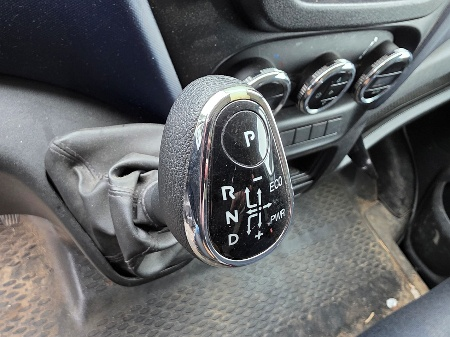 P
R - ECO
N
D + PWR